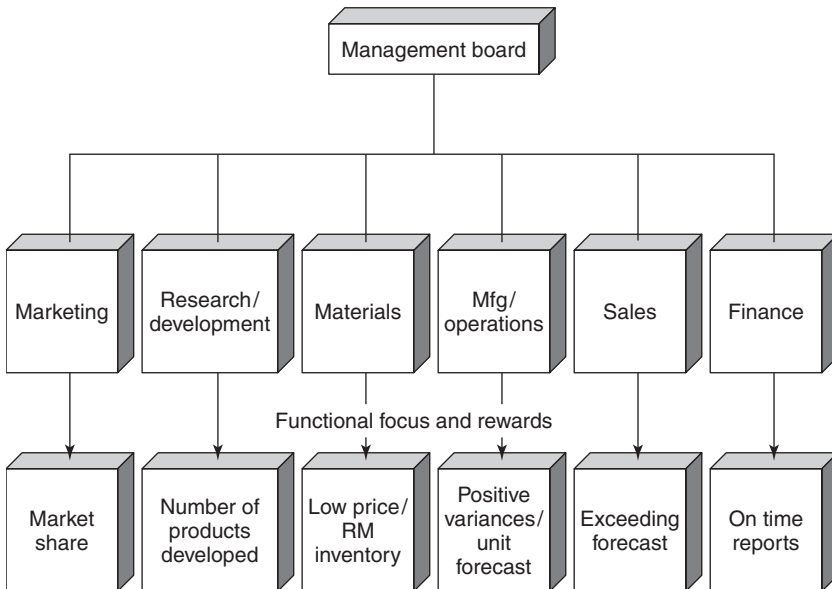 Management board
Marketing
Research/
development
Materials
Mfg/
operations
Sales
Finance
Functional focus and rewards
Market
share
Number of
products
developed
Low price/
RM
inventory
Positive
variances/
unit
forecast
Exceeding
forecast
On time
reports